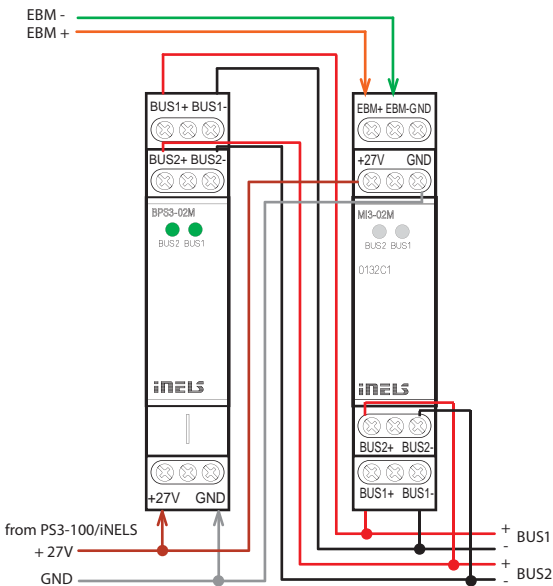 EBM -
EBM +
BUS1+ BUS1-
BUS2+ BUS2-
BPS3-02M
BUS2 BUS1
iNELS
+27V GND
EBM+ EBM-GND
+27V GND
MI3-02M
BUS2 BUS1
0132C1
iNELS
BUS2+ BUS2-
BUS1+ BUS1-
from PS3-100/iNELS
+ 27V
GND
+
BUS1
-
+
BUS2
-